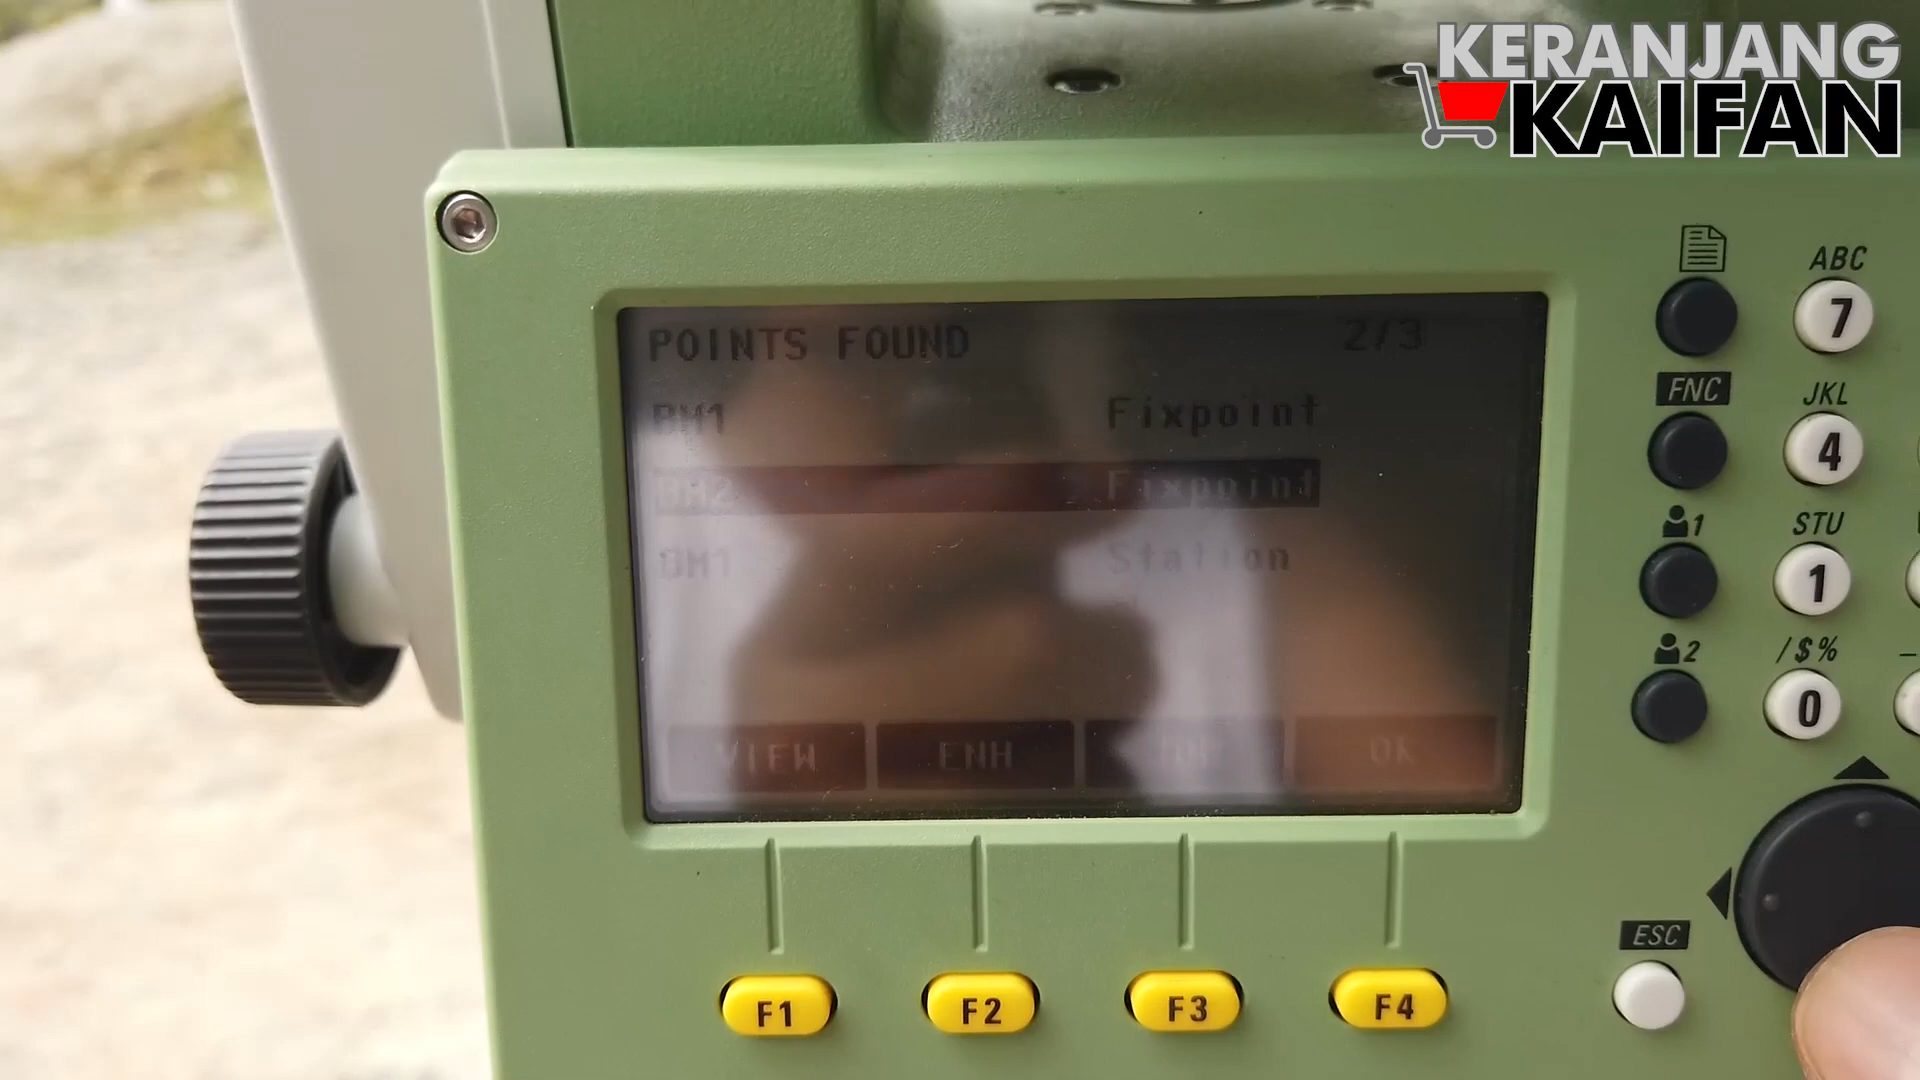 KERANJANG
KAIFAN
POINTS FOUND 2/3
BM1 Fixpoint
BM2 Fixpoint
BM1 Station
VIEW ENH OK
F1 F2 F3 F4
ABC
7
FNC
JKL
4
1
STU
1
2
/$%
0
ESC